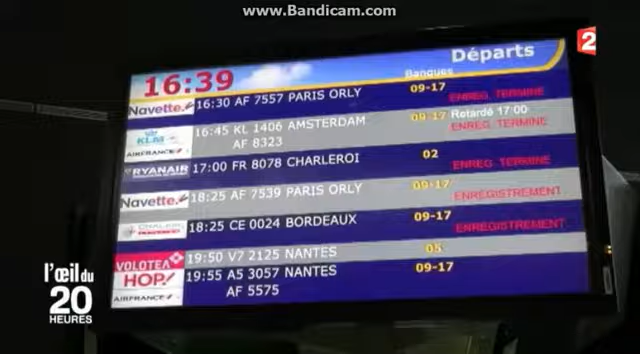 www.Bandicam.com
2
Départs
16:39
Banques
Navette 16:30 AF 7557 PARIS ORLY 09-17 ENREG. TERMINE
KLM 16:45 KL 1406 AMSTERDAM 09-17 Retardé 17:00
AIRFRANCE AF 8323 ENREG. TERMINE
RYANAIR 17:00 FR 8078 CHARLEROI 02 ENREG. TERMINE
Navette 18:25 AF 7539 PARIS ORLY 09-17 ENREGISTREMENT
18:25 CE 0024 BORDEAUX 09-17 ENREGISTREMENT
VOLOTEA 19:50 V7 2125 NANTES 05
HOP! 19:55 A5 3057 NANTES 09-17
AIRFRANCE AF 5575
l'œil du
20
HEURES